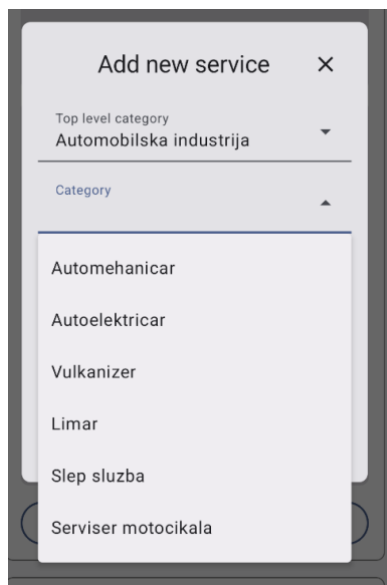 Add new service
Top level category
Automobilska industrija
Category
Automehanicar
Autoelektricar
Vulkanizer
Limar
Slep sluzba
Serviser motocikala